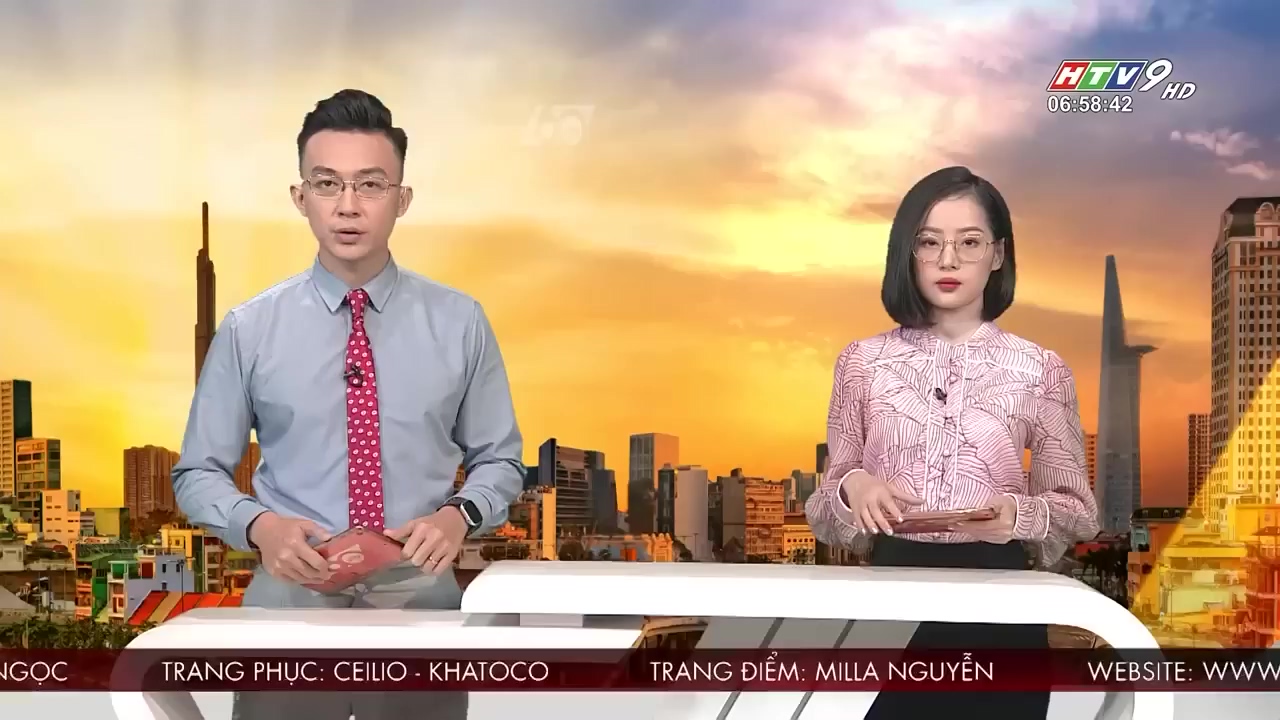 HTV9 HD
06:58:42
NGỌC TRANG PHỤC: CEILIO - KHATOCO TRANG ĐIỂM: MILLA NGUYỄN WEBSITE: WWW